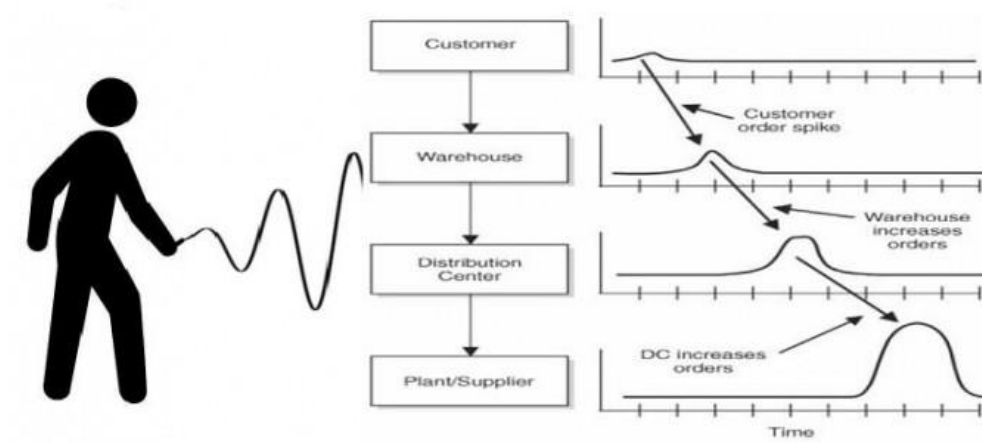 Customer
Customer
order spike
Warehouse
Warehouse
increases
orders
Distribution
Center
DC increases
orders
Plant/Supplier
Time